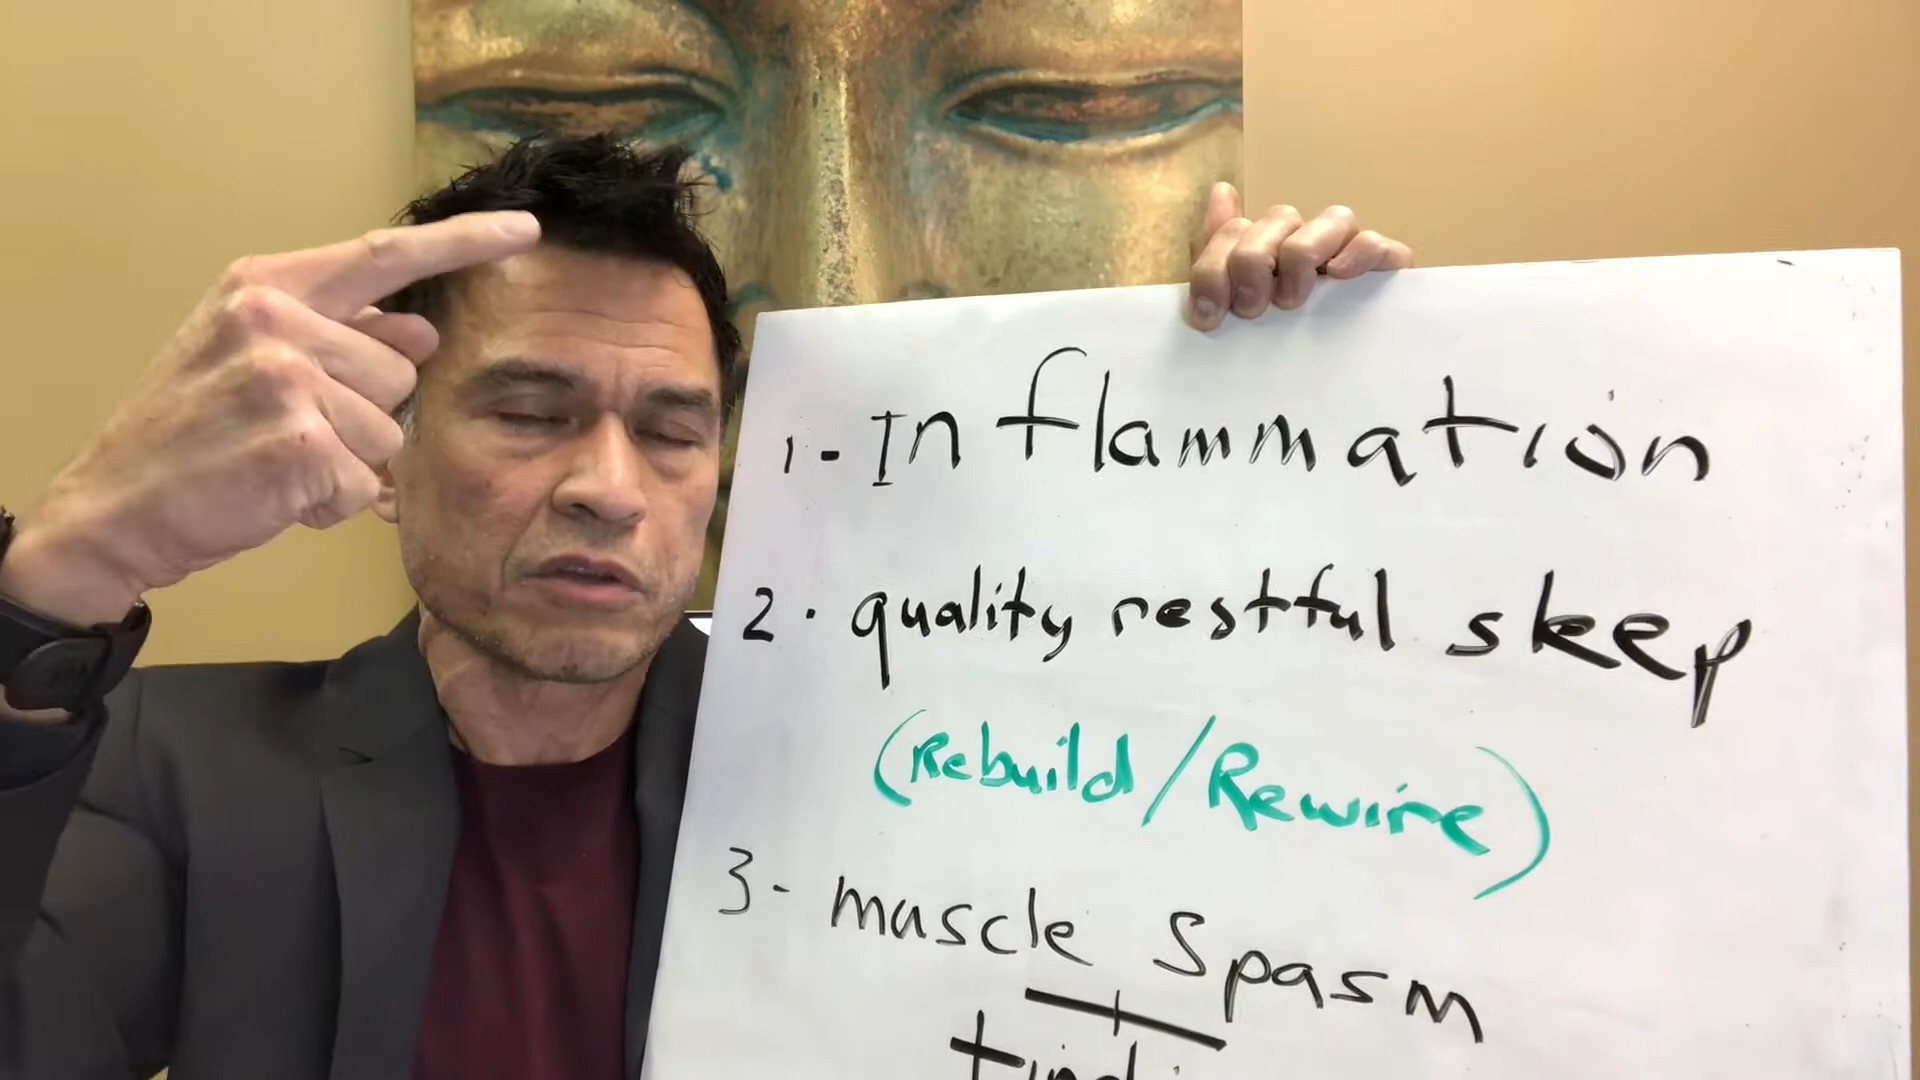 1- Inflammation
2. quality restful sleep
(Rebuild/Rewire)
3- muscle spasm